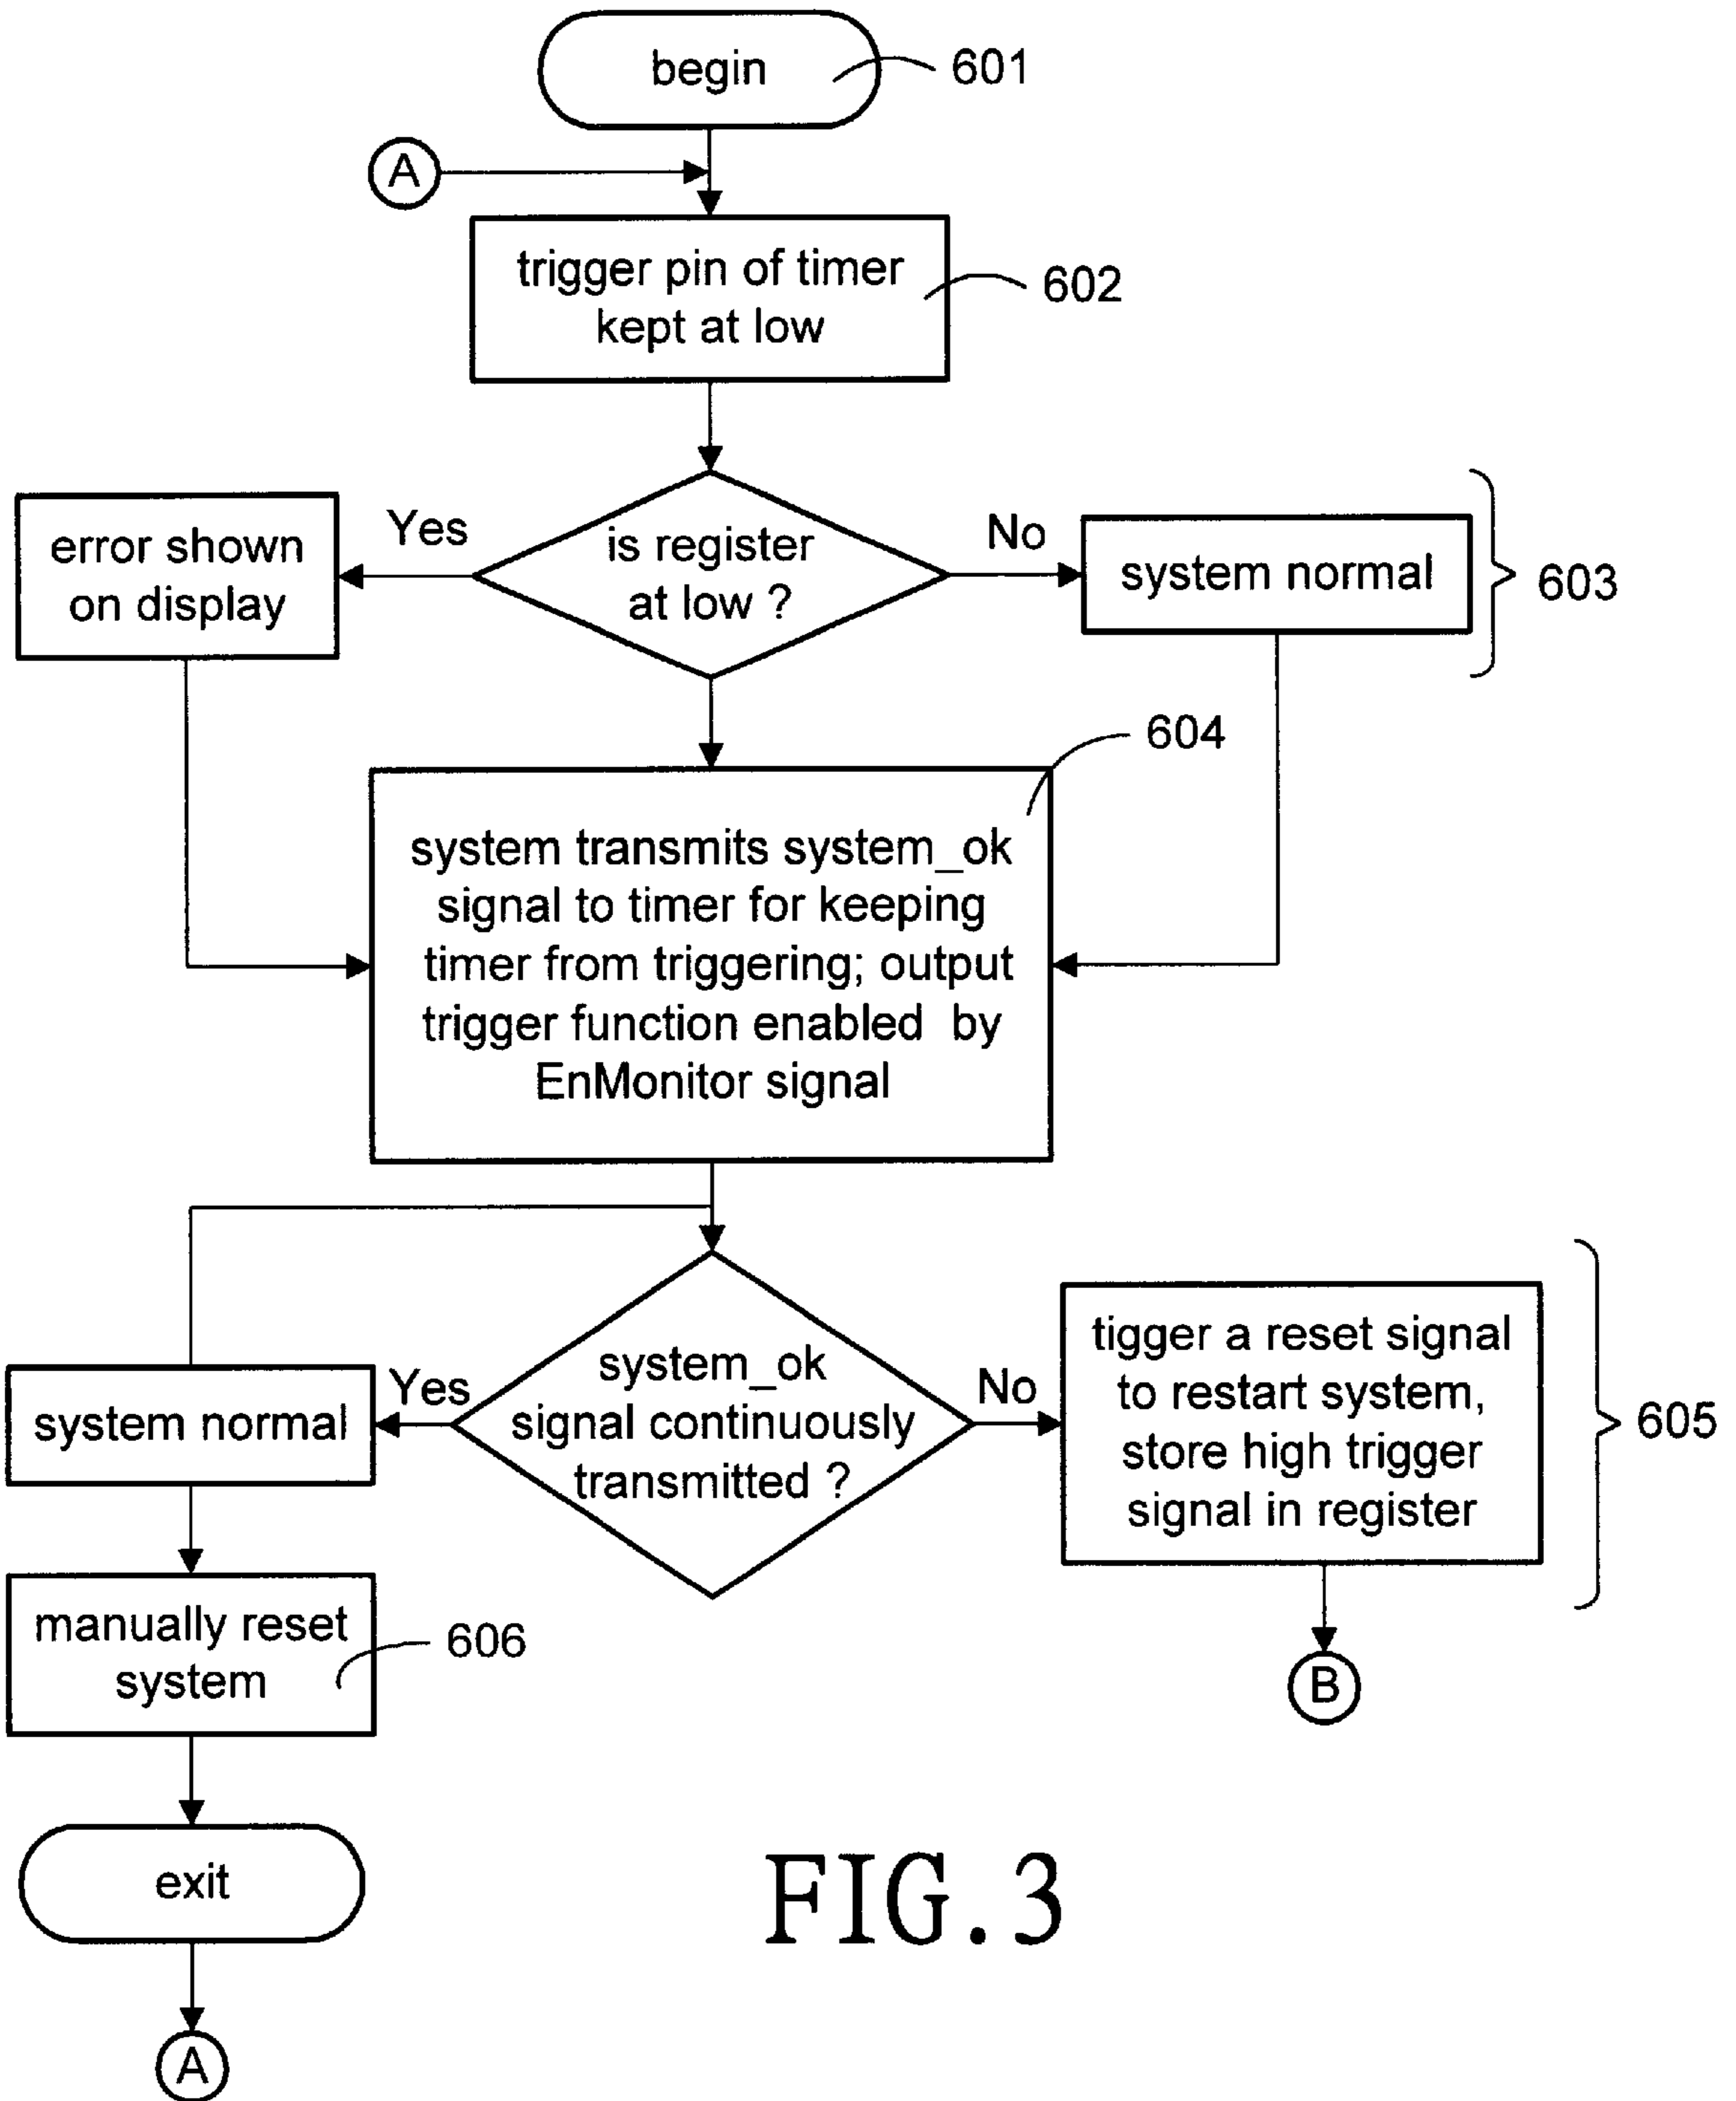 begin
601
A
trigger pin of timer
kept at low
602
Yes
is register
at low ?
No
error shown
on display
system normal
603
604
system transmits system_ok
signal to timer for keeping
timer from triggering; output
trigger function enabled by
EnMonitor signal
system normal
Yes
system_ok
signal continuously
transmitted ?
No
tigger a reset signal
to restart system,
store high trigger
signal in register
605
manually reset
system
606
B
exit
A
FIG.3